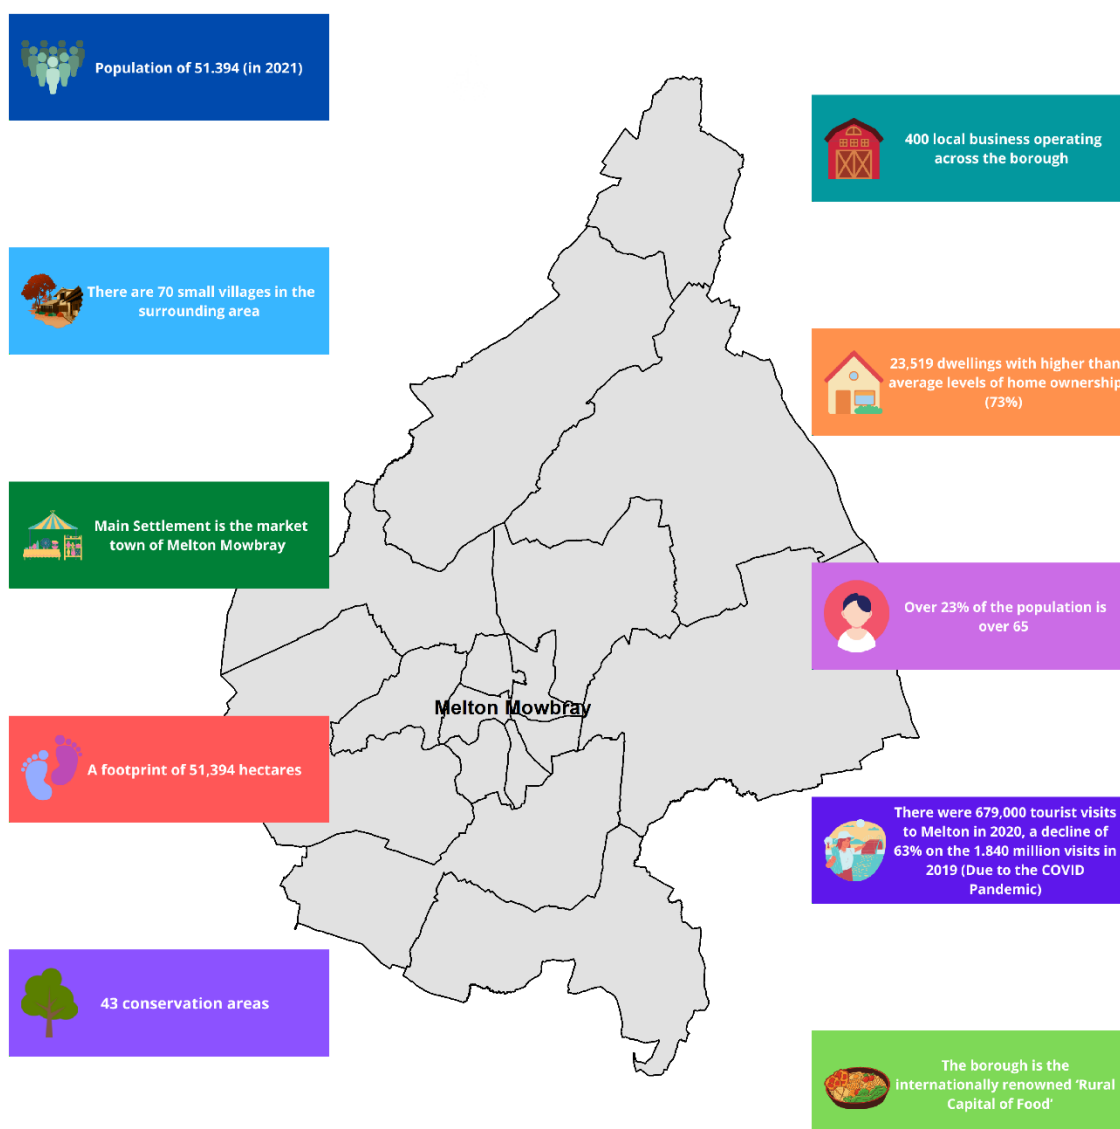 Population of 51.394 (in 2021)
There are 70 small villages in the
surrounding area
Main Settlement is the market
town of Melton Mowbray
A footprint of 51,394 hectares
43 conservation areas
Melton Mowbray
400 local business operating
across the borough
23,519 dwellings with higher than
average levels of home ownership
(73%)
Over 23% of the population is
over 65
There were 679,000 tourist visits
to Melton in 2020, a decline of
63% on the 1.840 million visits in
2019 (Due to the COVID
Pandemic)
The borough is the
internationally renowned ‘Rural
Capital of Food’